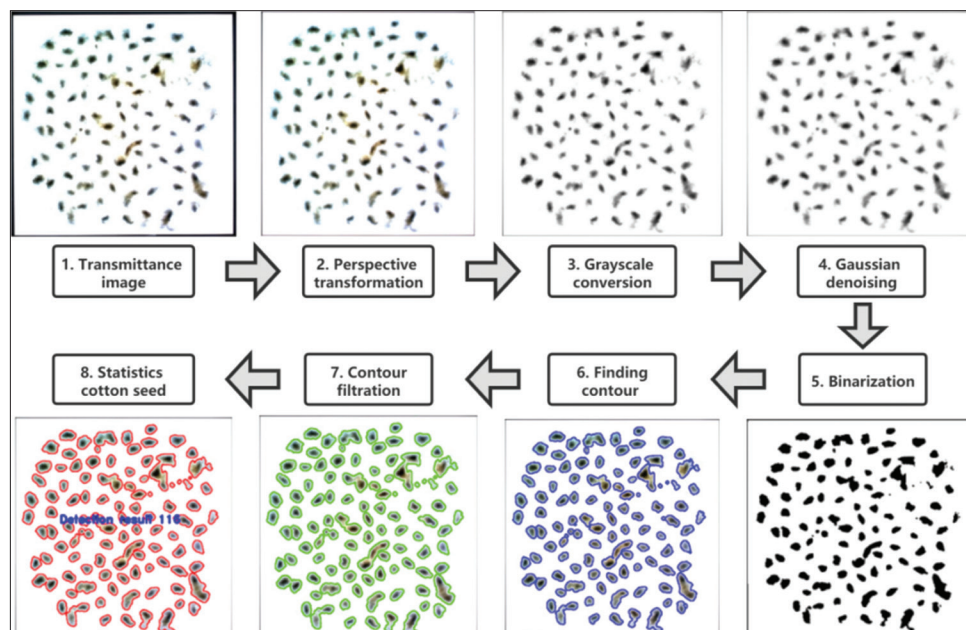 1. Transmittance
image
2. Perspective
transformation
3. Grayscale
conversion
4. Gaussian
denoising
8. Statistics
cotton seed
7. Contour
filtration
6. Finding
contour
5. Binarization
Detection result 116